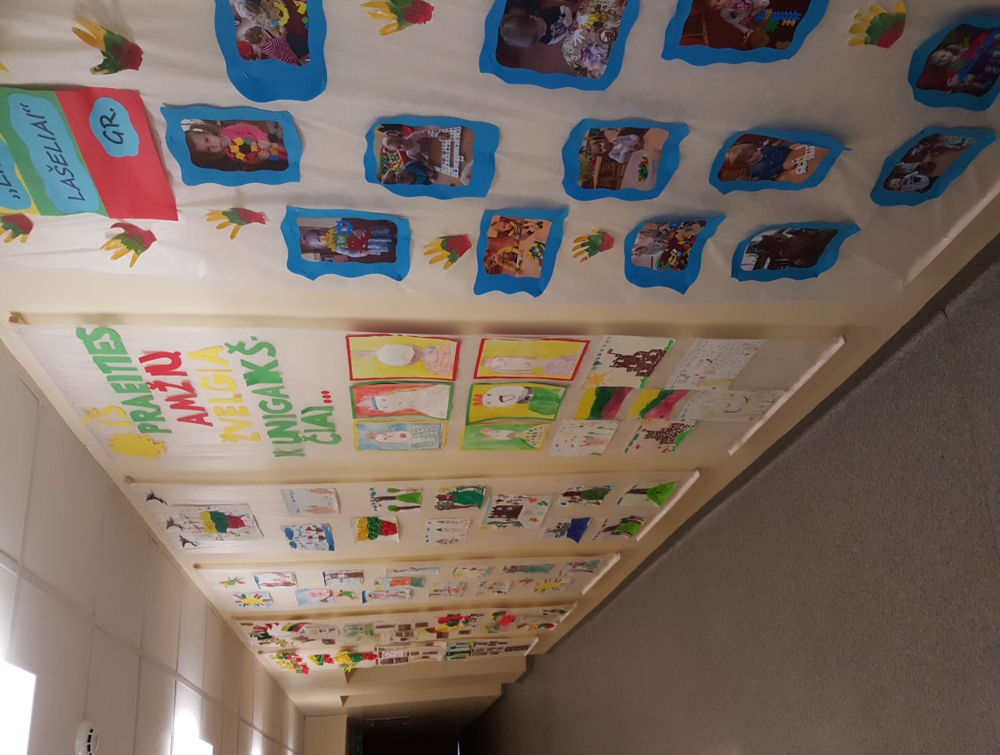 LAŠELIAI“
GR.
IŠ
PRAEITIES
AMŽIŲ
ŽVELGIA
KUNIGAIKŠ-
ČIAI...